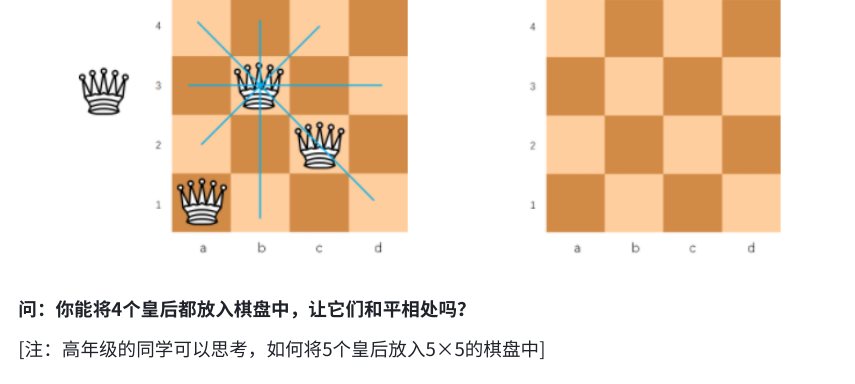 4 4
3 3
2 2
1 1
a b c d a b c d
问：你能将4个皇后都放入棋盘中，让它们和平相处吗？
[注：高年级的同学可以思考，如何将5个皇后放入5×5的棋盘中]